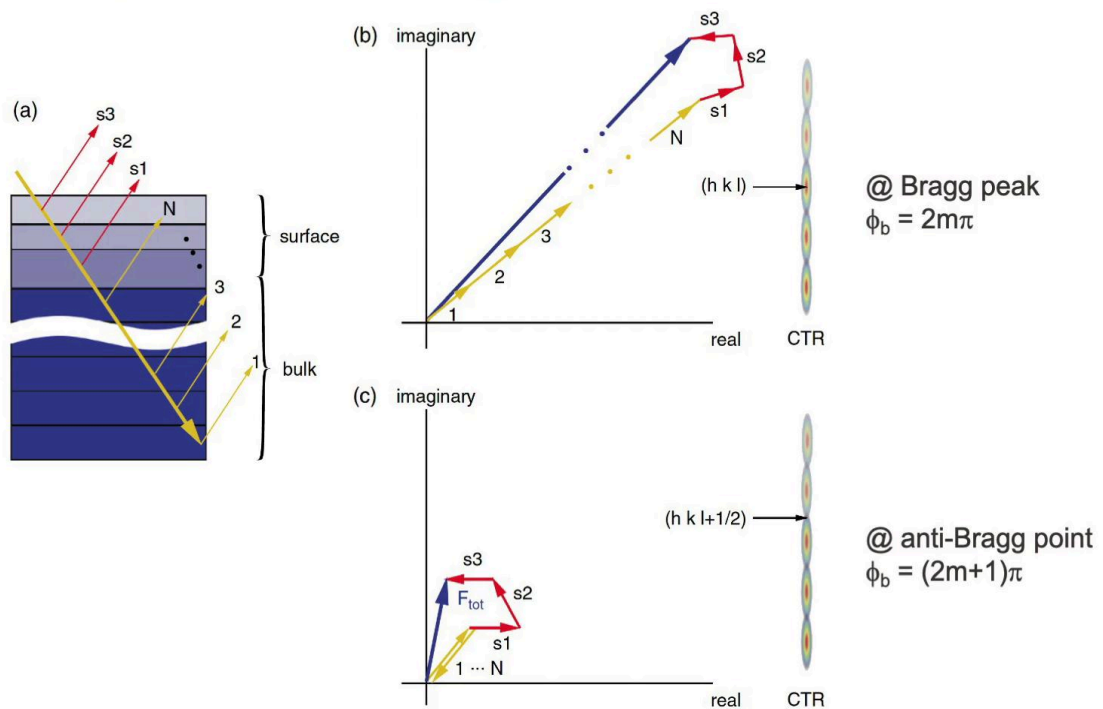 (a)
s3
s2
s1
N
3
2
1
surface
bulk
(b)
imaginary
s3
s2
s1
N
3
2
1
real
(h k l)
CTR
@ Bragg peak
ϕb = 2mπ
(c)
imaginary
s3
s2
Ftot
s1
1 ··· N
real
(h k l+1/2)
CTR
@ anti-Bragg point
ϕb = (2m+1)π